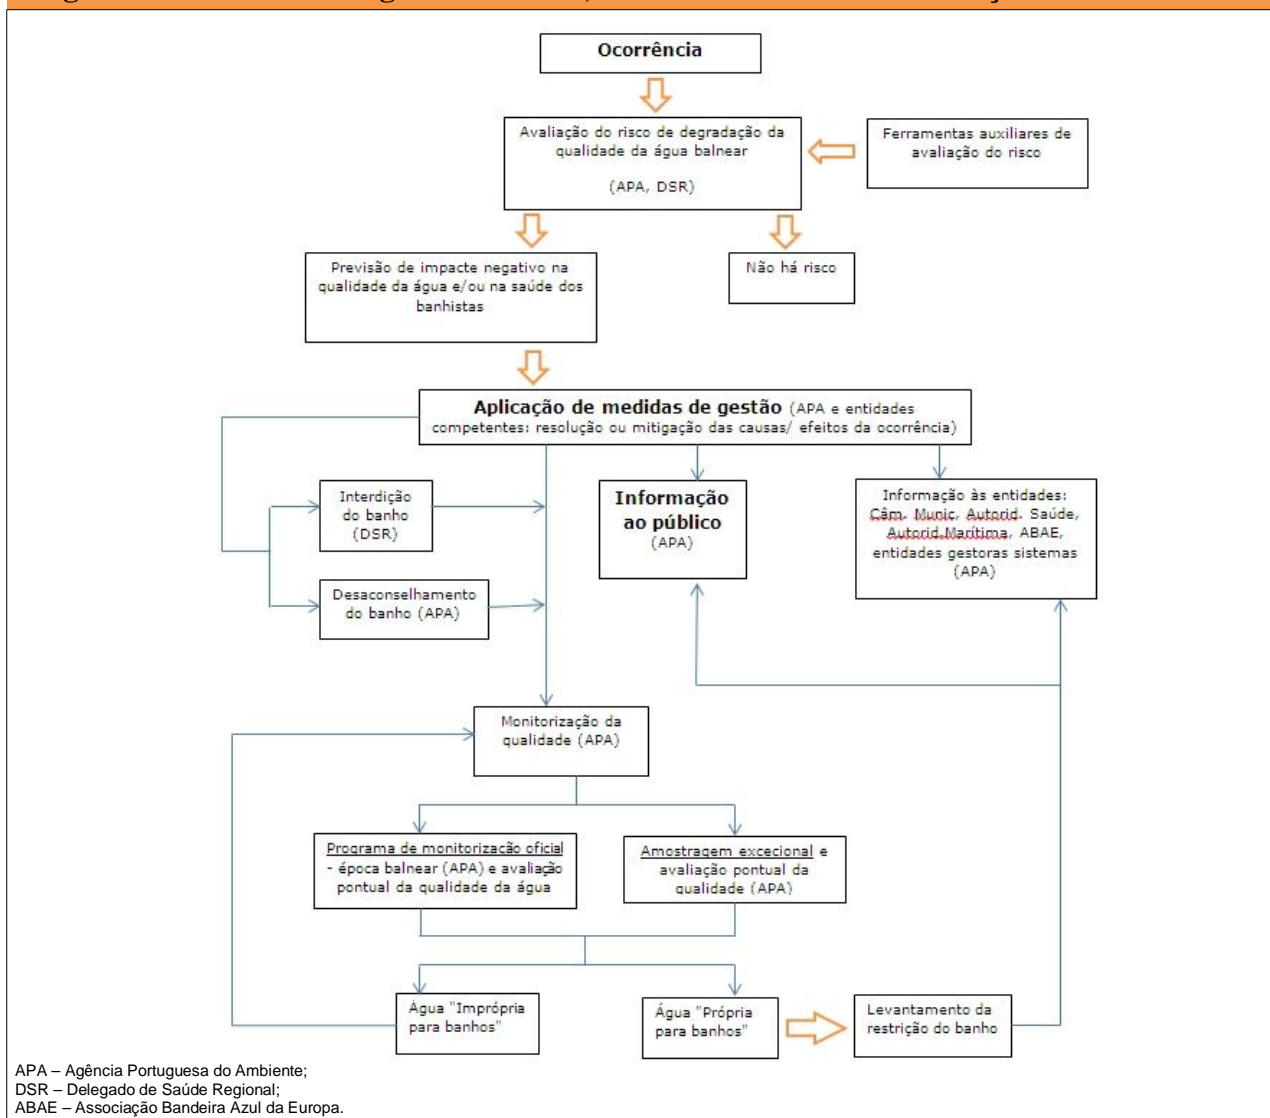 Ocorrência
Avaliação do risco de degradação da
qualidade da água balnear
(APA, DSR)
Ferramentas auxiliares de
avaliação do risco
Previsão de impacte negativo na
qualidade da água e/ou na saúde dos
banhistas
Não há risco
Aplicação de medidas de gestão (APA e entidades
competentes: resolução ou mitigação das causas/ efeitos da ocorrência)
Interdição
do banho
(DSR)
Desaconselhamento
do banho (APA)
Informação
ao público
(APA)
Informação às entidades:
Câm. Munic, Autorid. Saúde,
Autorid.Marítima, ABAE,
entidades gestoras sistemas
(APA)
Monitorização da
qualidade (APA)
Programa de monitorização oficial
- época balnear (APA) e avaliação
pontual da qualidade da água
Amostragem excecional e
avaliação pontual da
qualidade (APA)
Água "Imprópria
para banhos"
Água "Própria
para banhos"
Levantamento da
restrição do banho
APA – Agência Portuguesa do Ambiente;
DSR – Delegado de Saúde Regional;
ABAE – Associação Bandeira Azul da Europa.